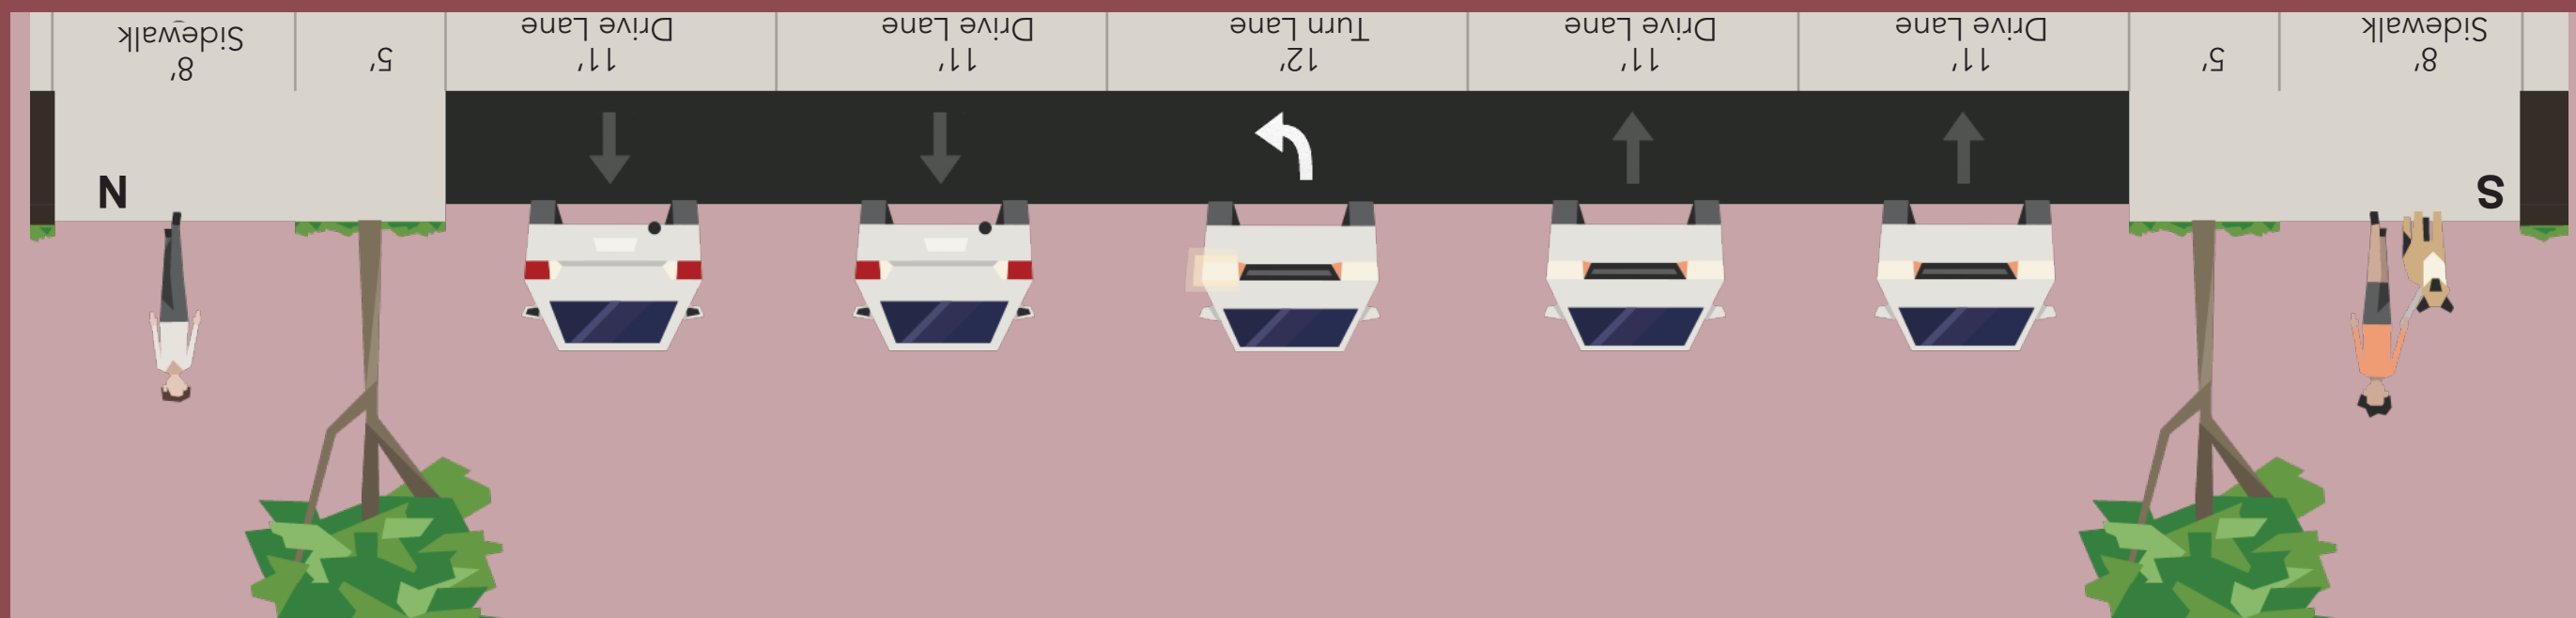 S
N
8'
Sidewalk
5'
11'
Drive Lane
11'
Drive Lane
12'
Turn Lane
11'
Drive Lane
11'
Drive Lane
5'
8'
Sidewalk